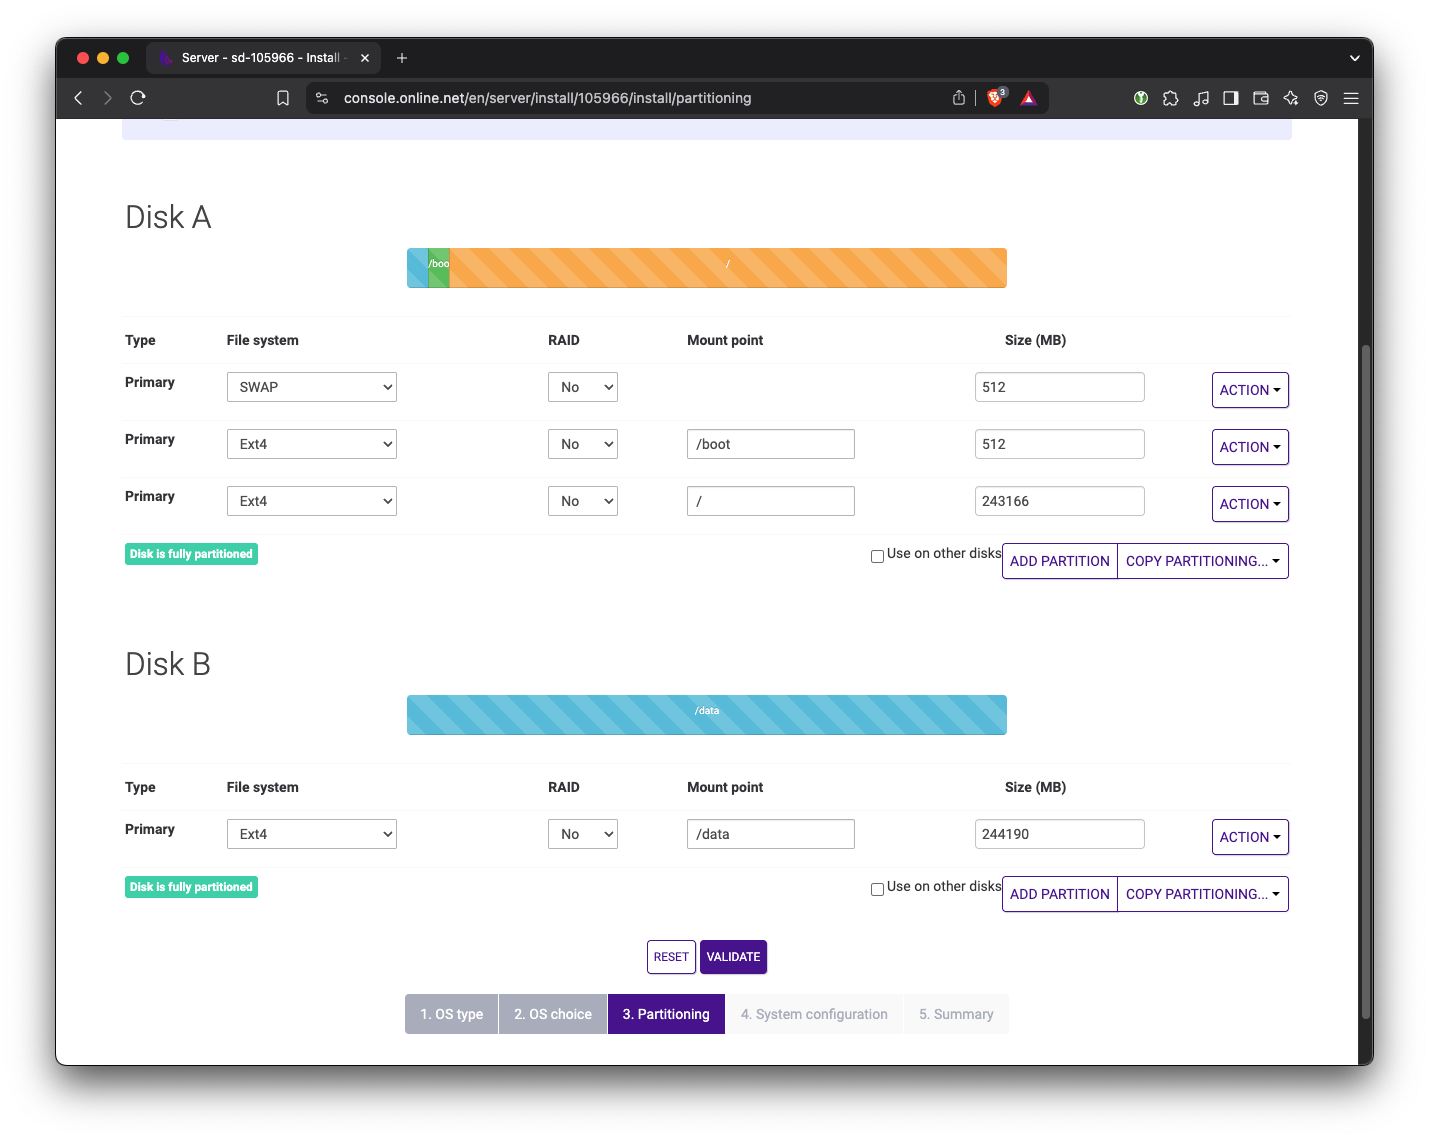 Server - sd-105966 - Install -
console.online.net/en/server/install/105966/install/partitioning
3
Disk A
/boo
/
Type File system RAID Mount point Size (MB)
Primary SWAP No 512 ACTION
Primary Ext4 No /boot 512 ACTION
Primary Ext4 No / 243166 ACTION
Disk is fully partitioned Use on other disks ADD PARTITION COPY PARTITIONING...
Disk B
/data
Type File system RAID Mount point Size (MB)
Primary Ext4 No /data 244190 ACTION
Disk is fully partitioned Use on other disks ADD PARTITION COPY PARTITIONING...
RESET VALIDATE
1. OS type 2. OS choice 3. Partitioning 4. System configuration 5. Summary